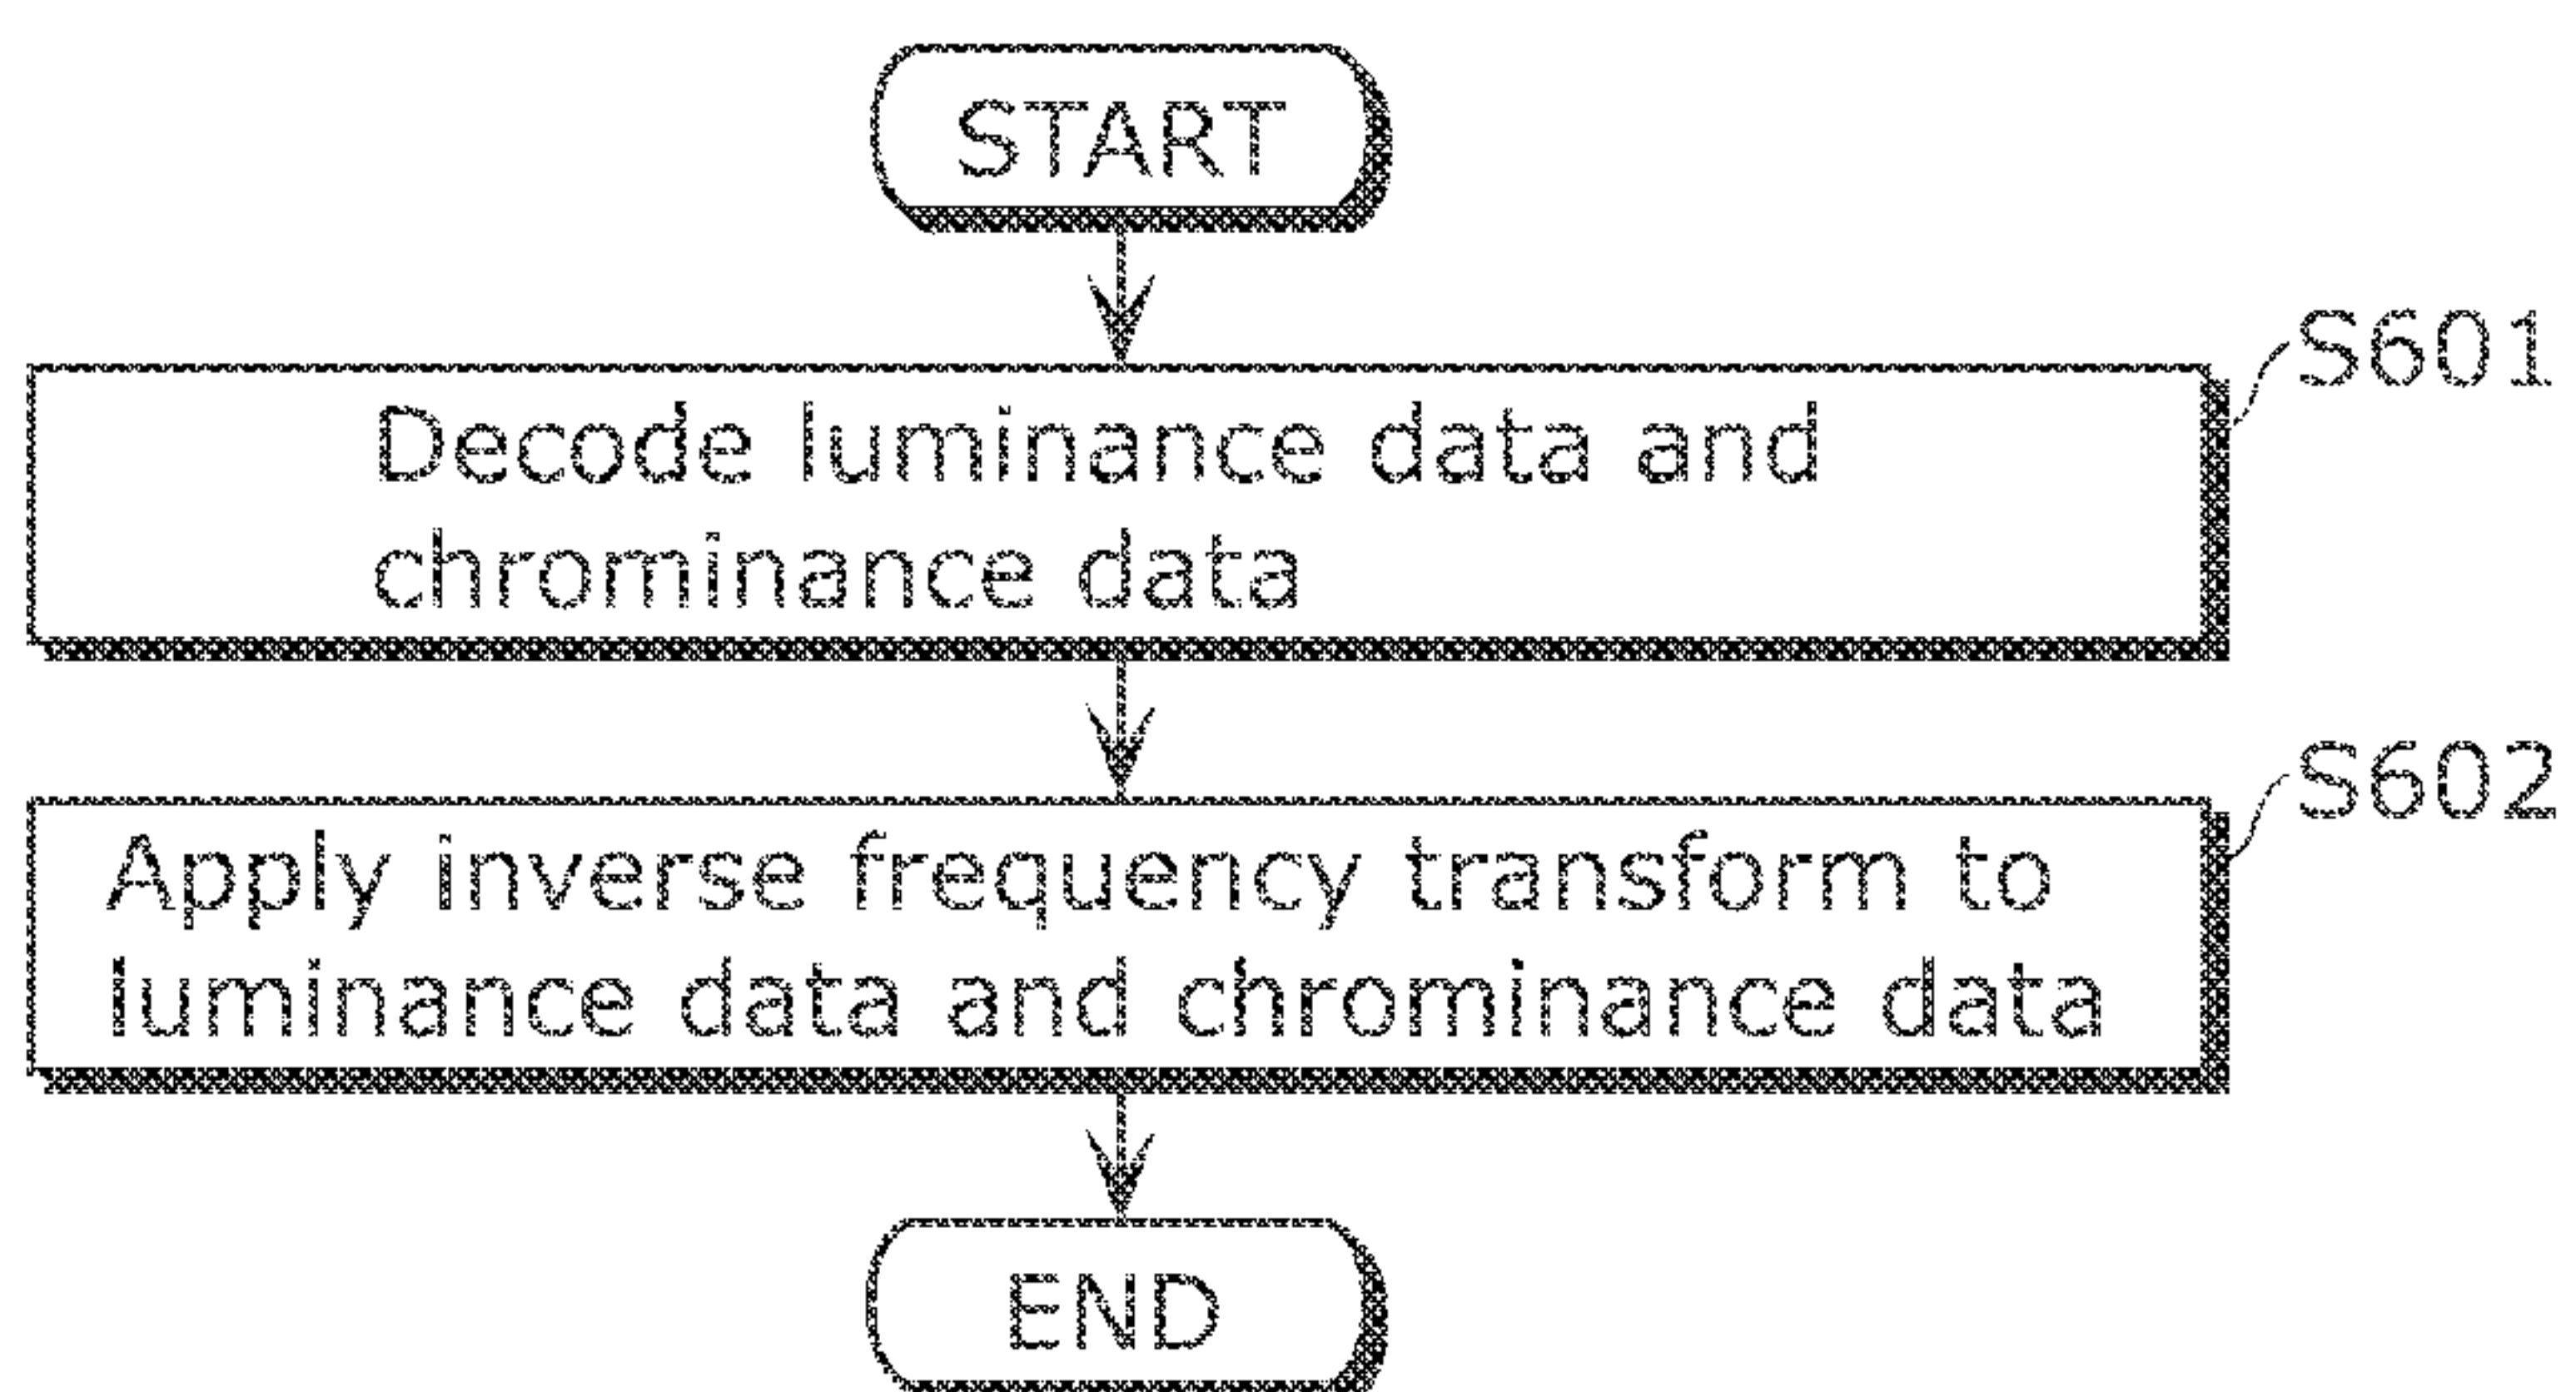 START
S601
Decode luminance data and
chrominance data
S602
Apply inverse frequency transform to
luminance data and chrominance data
END